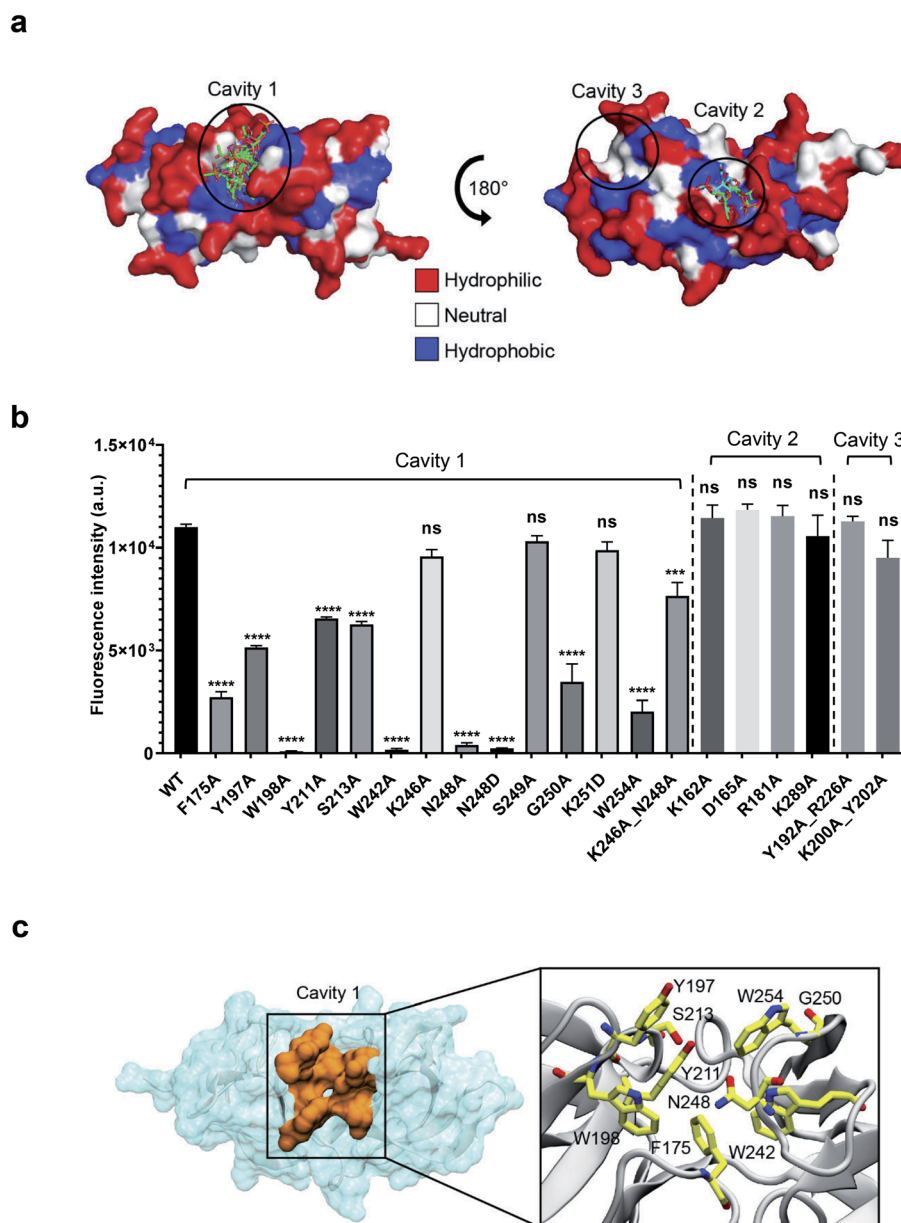 a
Cavity 1
Cavity 3
Cavity 2
180°
Hydrophilic
Neutral
Hydrophobic
b
Fluorescence intensity (a.u.)
1.5×10⁴
1×10⁴
5×10³
0
Cavity 1
Cavity 2
Cavity 3
****
****
****
****
****
****
ns
****
****
ns
****
ns
****
***
ns
ns
ns
ns
ns
ns
WT
F175A
Y197A
W198A
Y211A
S213A
W242A
K246A
N248A
N248D
S249A
G250A
K251D
W254A
K246A_N248A
K162A
D165A
R181A
K289A
Y192A_R226A
K200A_Y202A
c
Cavity 1
Y197
S213
W254
G250
Y211
N248
W198
F175
W242